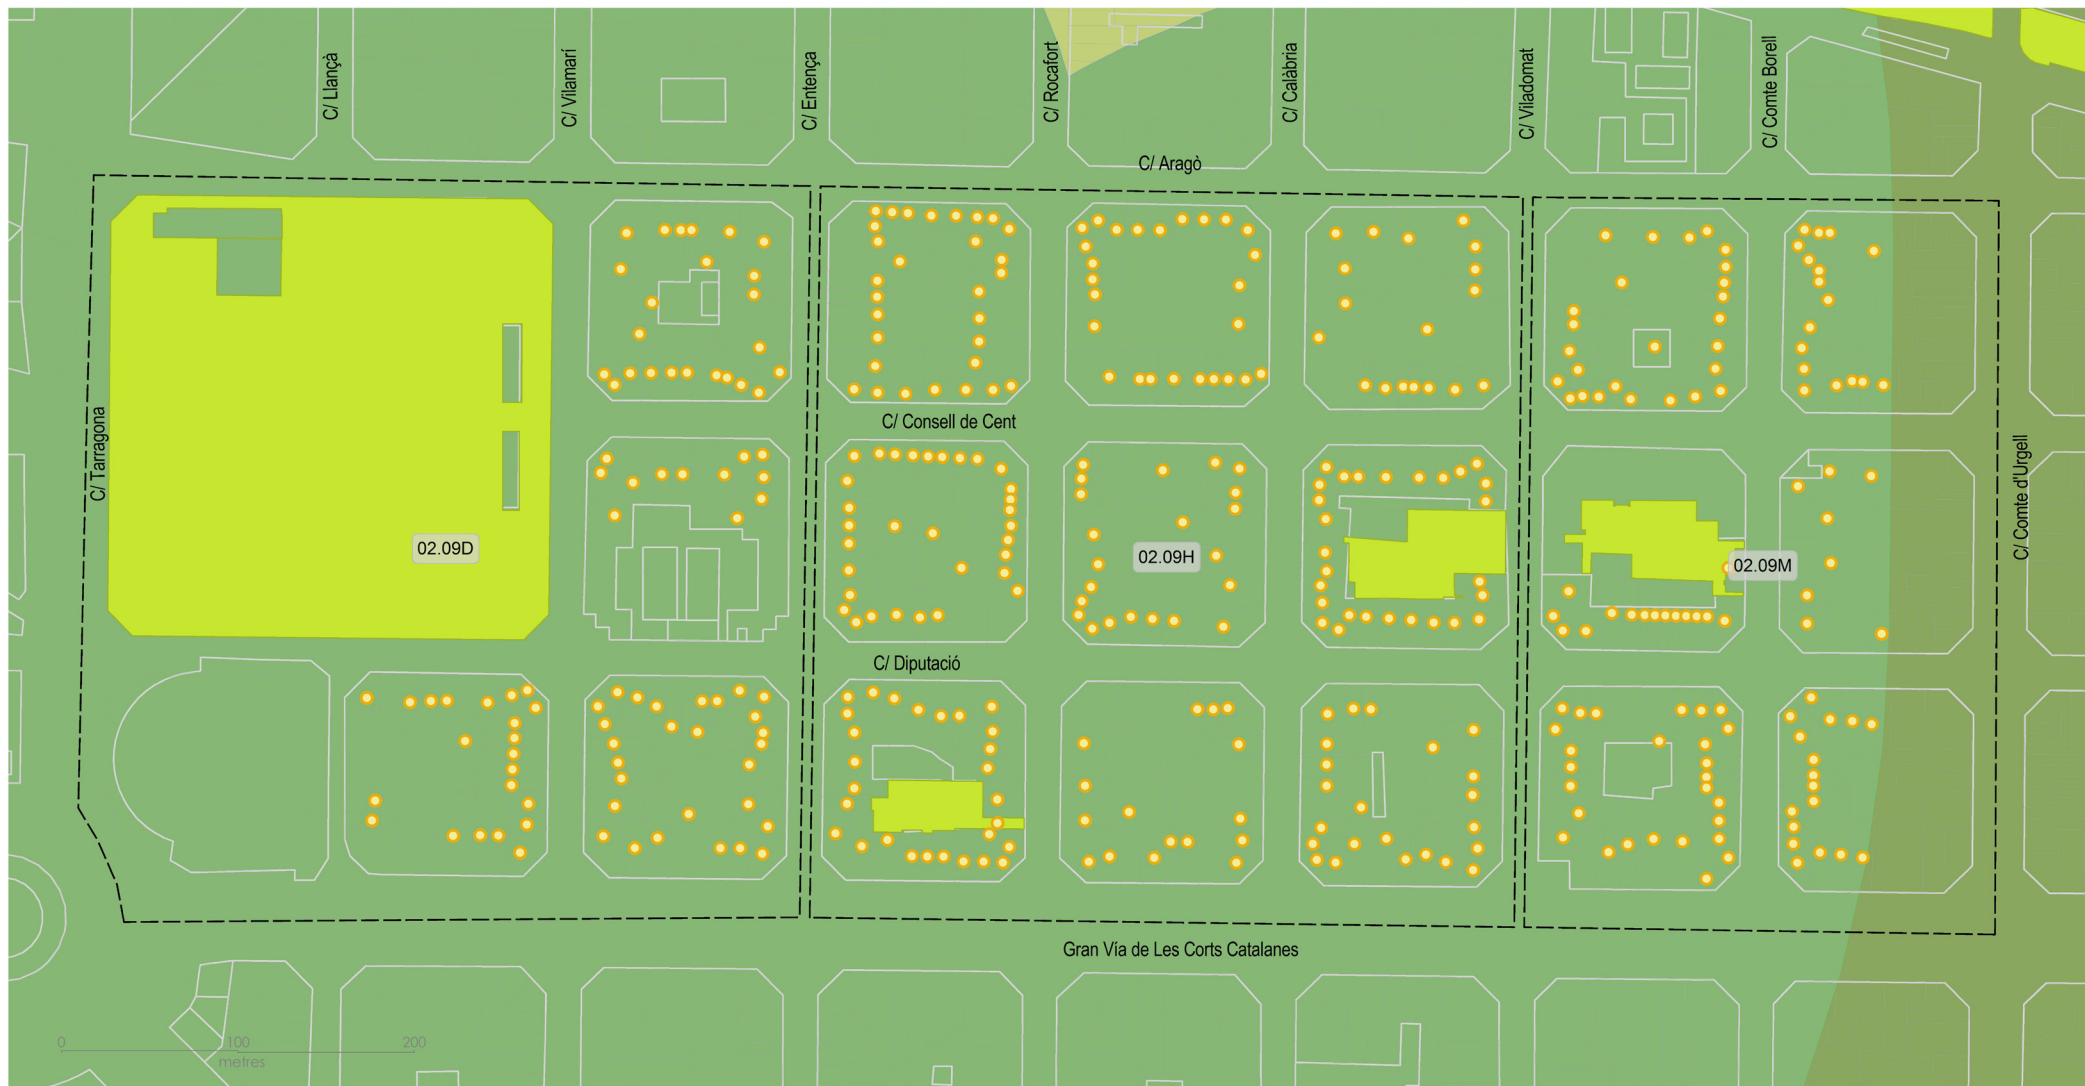 C/ Llançà
C/ Vilamarí
C/ Entença
C/ Rocafort
C/ Calàbria
C/ Viladomat
C/ Comte Borell
C/ Aragò
C/ Consell de Cent
C/ Tarragona
C/ Comte d'Urgell
02.09D
02.09H
02.09M
C/ Diputació
Gran Vía de Les Corts Catalanes
0 100 200
metres